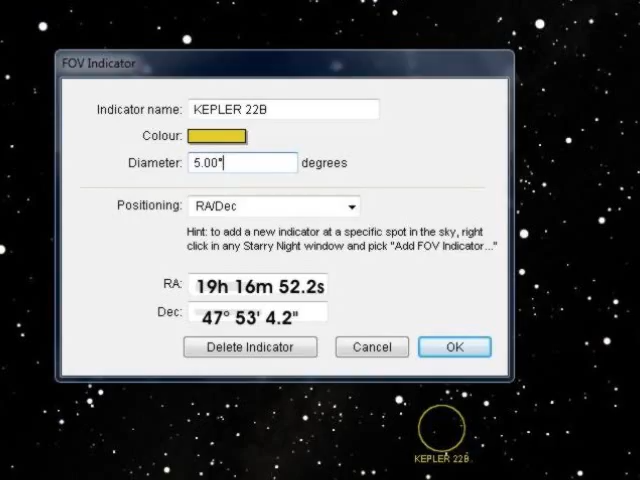 FOV Indicator
Indicator name: KEPLER 22B
Colour:
Diameter: 5.00° degrees
Positioning: RA/Dec
Hint: to add a new indicator at a specific spot in the sky, right
click in any Starry Night window and pick "Add FOV Indicator..."
RA: 19h 16m 52.2s
Dec: 47° 53' 4.2"
Delete Indicator Cancel OK
KEPLER 22B